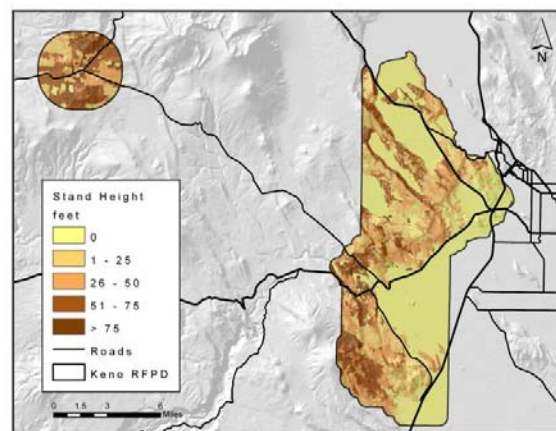 N
Stand Height
feet
0
1 - 25
26 - 50
51 - 75
> 75
Roads
Keno RFPD
0 1.5 3 6
Miles